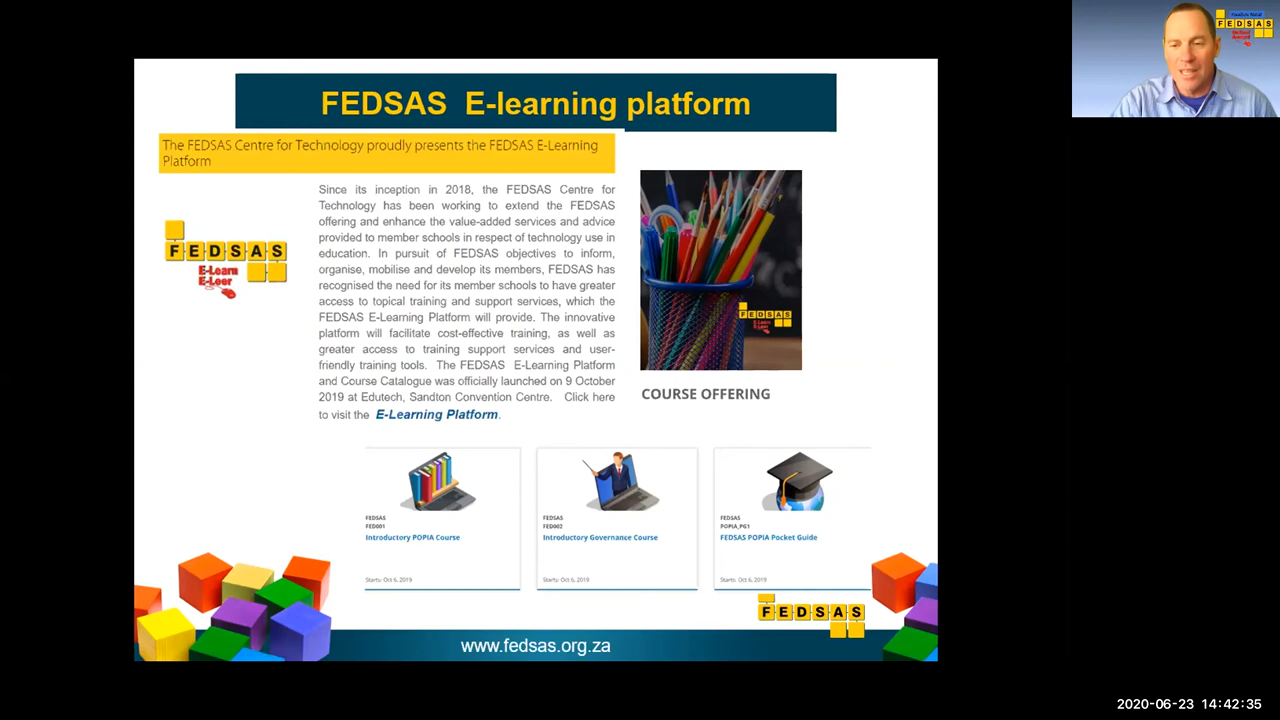 FEDSAS E-learning platform
The FEDSAS Centre for Technology proudly presents the FEDSAS E-Learning
Platform
Since its inception in 2018, the FEDSAS Centre for
Technology has been working to extend the FEDSAS
offering and enhance the value-added services and advice
provided to member schools in respect of technology use in
education. In pursuit of FEDSAS objectives to inform,
organise, mobilise and develop its members, FEDSAS has
recognised the need for its member schools to have greater
access to topical training and support services, which the
FEDSAS E-Learning Platform will provide. The innovative
platform will facilitate cost-effective training, as well as
greater access to training support services and user-
friendly training tools. The FEDSAS E-Learning Platform
and Course Catalogue was officially launched on 9 October
2019 at Edutech, Sandton Convention Centre. Click here
to visit the E-Learning Platform.
FEDSAS
E-Learn
E-Leer
FEDSAS
E-Learn
E-Leer
COURSE OFFERING
FEDSAS
FED001
Introductory POPIA Course
Starts: Oct 6, 2019
FEDSAS
FED002
Introductory Governance Course
Starts: Oct 6, 2019
FEDSAS
POPIA_PG1
FEDSAS POPIA Pocket Guide
Starts: Oct 6, 2019
FEDSAS
www.fedsas.org.za
FEDSAS
2020-06-23 14:42:35